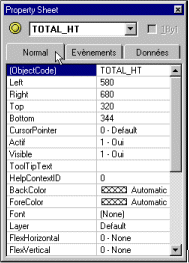 Property Sheet
TOTAL_HT
Normal Evènements Données
(ObjectCode) TOTAL_HT
Left 580
Right 680
Top 320
Bottom 344
CursorPointer 0 - Default
Actif 1 - Oui
Visible 1 - Oui
ToolTipText
HelpContextID 0
BackColor Automatic
ForeColor Automatic
Font (None)
Layer Default
FlexHorizontal 0 - None
FlexVertical 0 - None